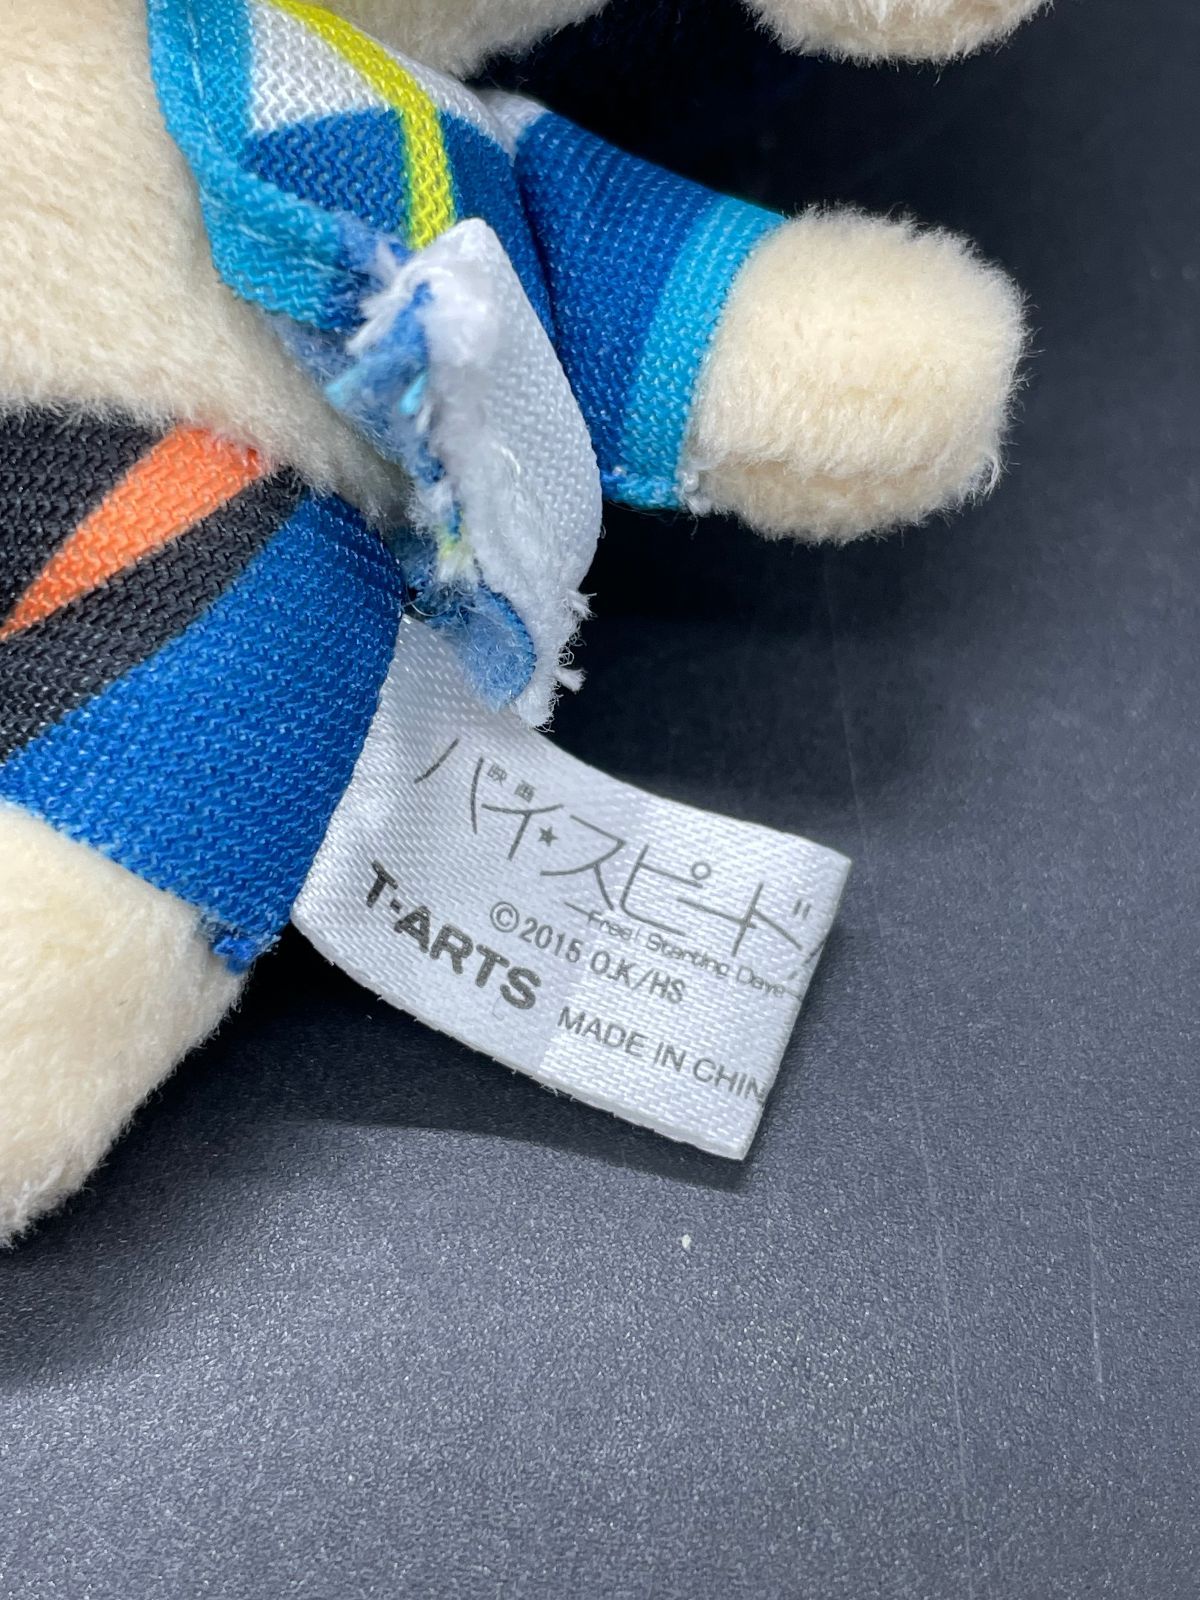 映画
ハイ☆スピード
-Free! Starting Days-
©2015 O.K/HS
T-ARTS
MADE IN CHIN